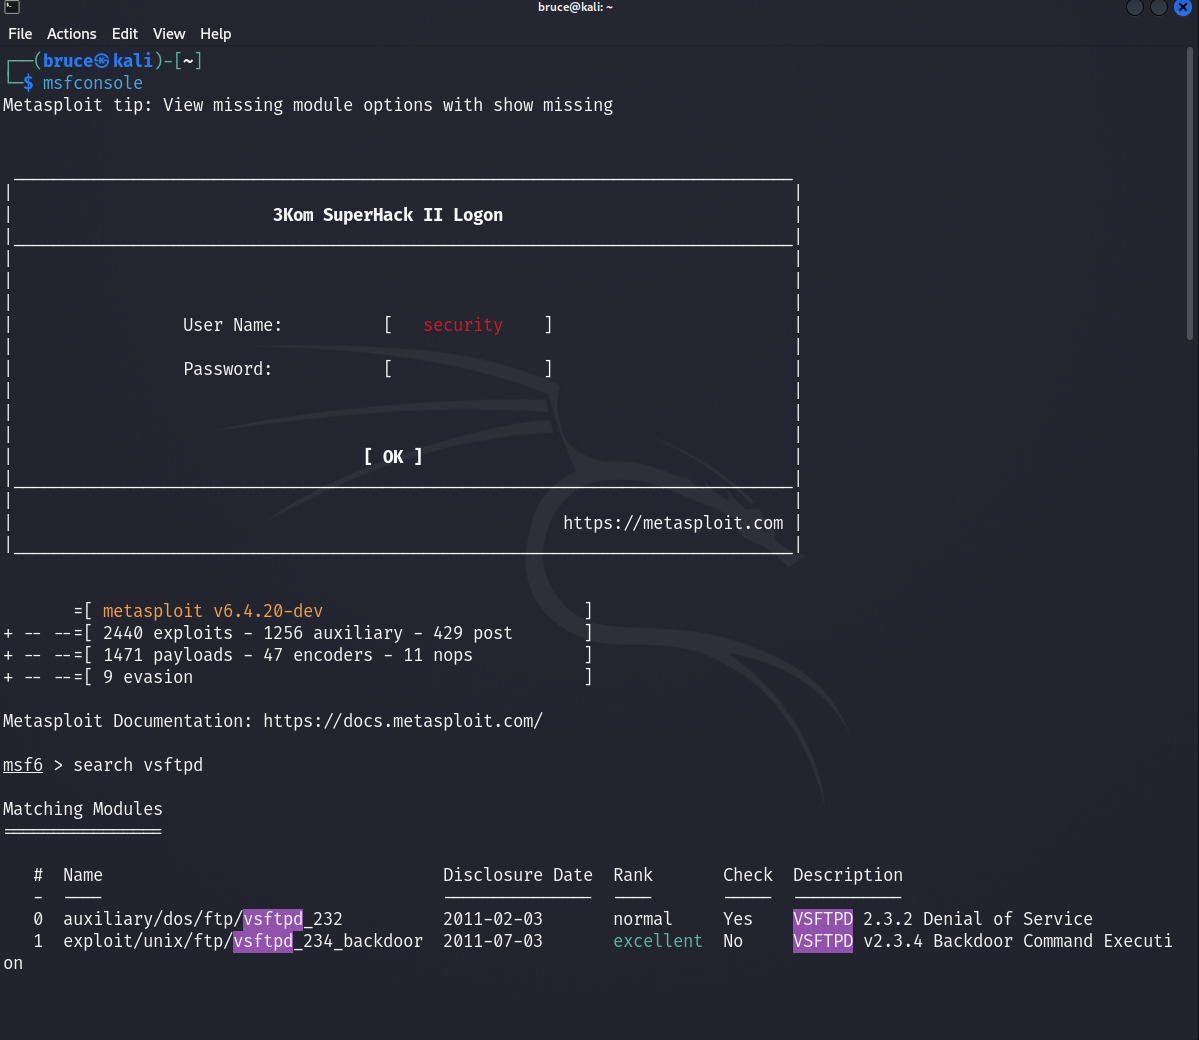 bruce@kali: ~
File Actions Edit View Help
┌──(bruce㉿kali)-[~]
└─$ msfconsole
Metasploit tip: View missing module options with show missing
3Kom SuperHack II Logon
User Name: [ security ]
Password: [ ]
[ OK ]
https://metasploit.com
=[ metasploit v6.4.20-dev ]
+ -- --=[ 2440 exploits - 1256 auxiliary - 429 post ]
+ -- --=[ 1471 payloads - 47 encoders - 11 nops ]
+ -- --=[ 9 evasion ]
Metasploit Documentation: https://docs.metasploit.com/
msf6 > search vsftpd
Matching Modules
================
# Name Disclosure Date Rank Check Description
- ---- --------------- ---- ----- -----------
0 auxiliary/dos/ftp/vsftpd_232 2011-02-03 normal Yes VSFTPD 2.3.2 Denial of Service
1 exploit/unix/ftp/vsftpd_234_backdoor 2011-07-03 excellent No VSFTPD v2.3.4 Backdoor Command Executi
on